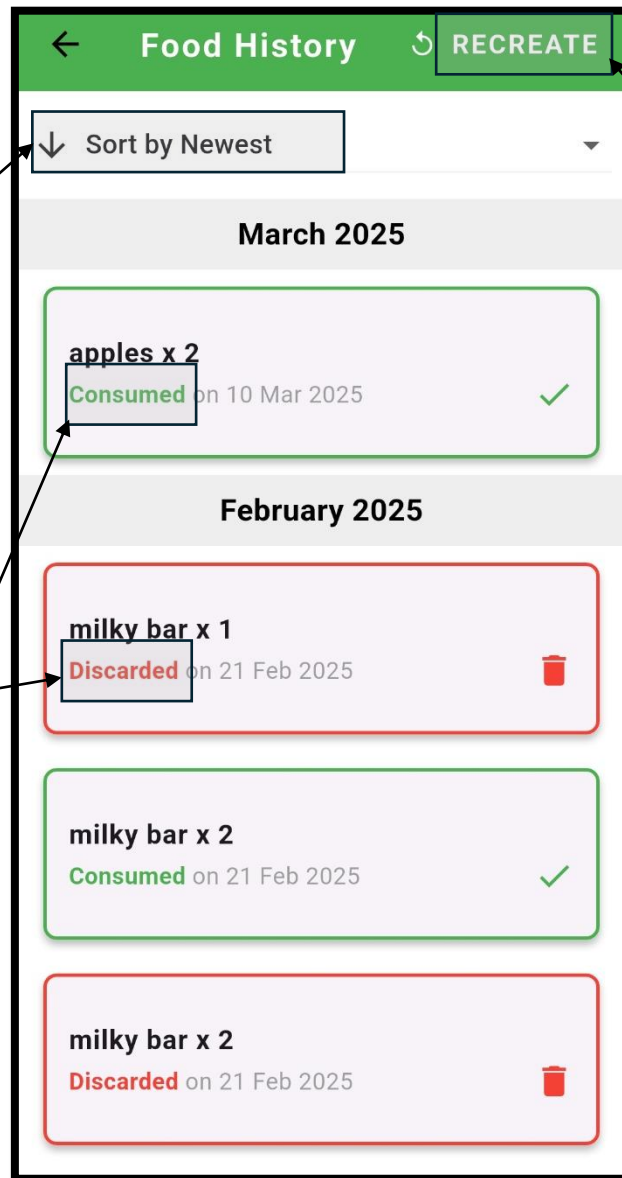 Food History RECREATE
Sort by Newest
March 2025
apples x 2
Consumed on 10 Mar 2025
February 2025
milky bar x 1
Discarded on 21 Feb 2025
milky bar x 2
Consumed on 21 Feb 2025
milky bar x 2
Discarded on 21 Feb 2025